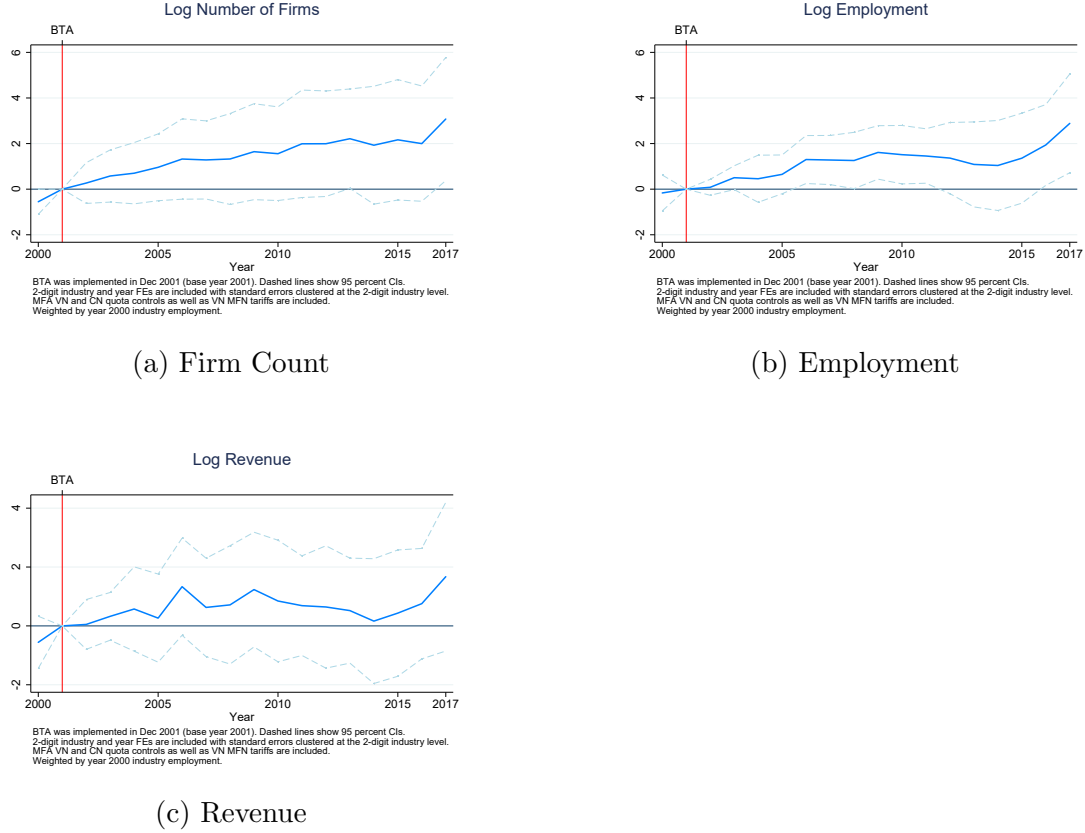 Log Number of Firms
BTA
6
4
2
0
-2
2000
2005
2010
2015
2017
Year
BTA was implemented in Dec 2001 (base year 2001). Dashed lines show 95 percent CIs.
2-digit industry and year FEs are included with standard errors clustered at the 2-digit industry level.
MFA VN and CN quota controls as well as VN MFN tariffs are included.
Weighted by year 2000 industry employment.
(a) Firm Count
Log Employment
BTA
6
4
2
0
-2
2000
2005
2010
2015
2017
Year
BTA was implemented in Dec 2001 (base year 2001). Dashed lines show 95 percent CIs.
2-digit industry and year FEs are included with standard errors clustered at the 2-digit industry level.
MFA VN and CN quota controls as well as VN MFN tariffs are included.
Weighted by year 2000 industry employment.
(b) Employment
Log Revenue
BTA
4
2
0
-2
2000
2005
2010
2015
2017
Year
BTA was implemented in Dec 2001 (base year 2001). Dashed lines show 95 percent CIs.
2-digit industry and year FEs are included with standard errors clustered at the 2-digit industry level.
MFA VN and CN quota controls as well as VN MFN tariffs are included.
Weighted by year 2000 industry employment.
(c) Revenue